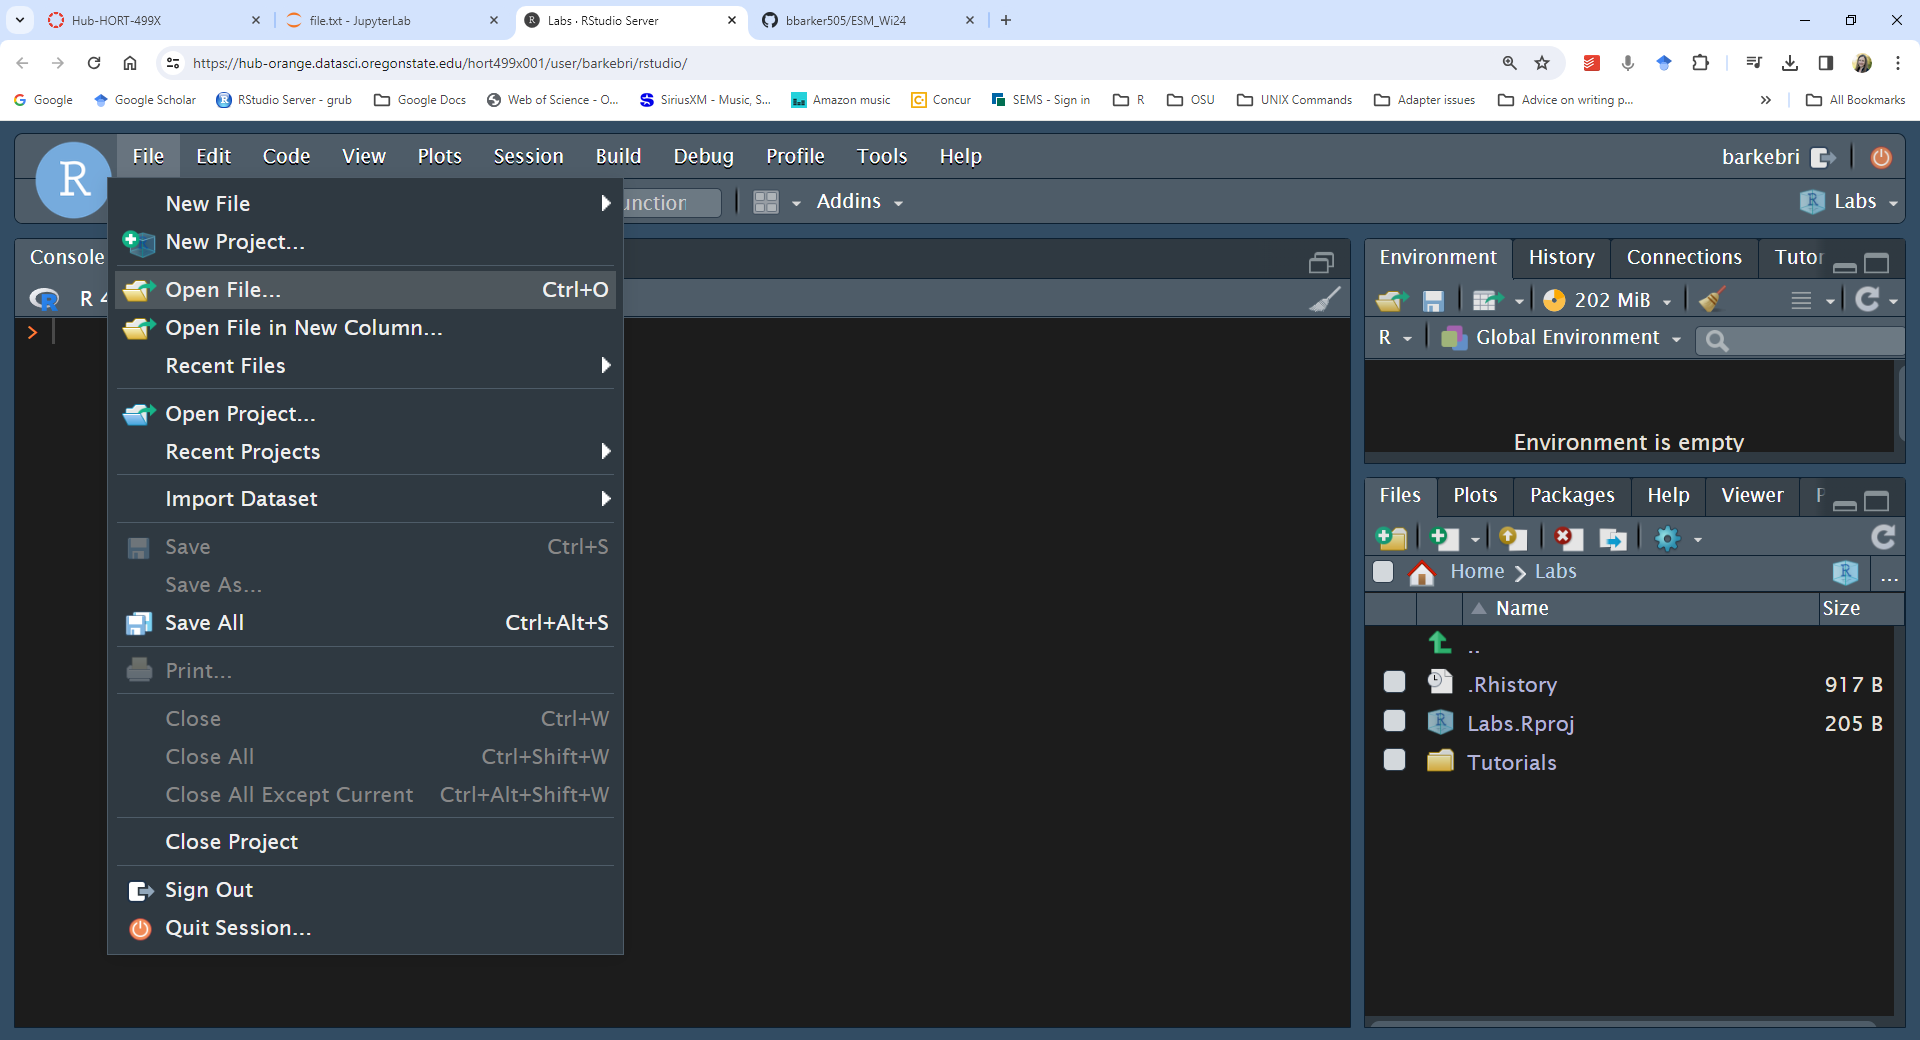 Hub-HORT-499X
file.txt - JupyterLab
Labs · RStudio Server
bbarker505/ESM_Wi24
https://hub-orange.datasci.oregonstate.edu/hort499x001/user/barkebri/rstudio/
Google
Google Scholar
RStudio Server - grub
Google Docs
Web of Science - O...
SiriusXM - Music, S...
Amazon music
Concur
SEMS - Sign in
R
OSU
UNIX Commands
Adapter issues
Advice on writing p...
»
All Bookmarks
R
File Edit Code View Plots Session Build Debug Profile Tools Help
barkebri
unction
Addins
Labs
New File
New Project...
Open File... Ctrl+O
Open File in New Column...
Recent Files
Open Project...
Recent Projects
Import Dataset
Save Ctrl+S
Save As...
Save All Ctrl+Alt+S
Print...
Close Ctrl+W
Close All Ctrl+Shift+W
Close All Except Current Ctrl+Alt+Shift+W
Close Project
Sign Out
Quit Session...
Console
R 4
>
Environment History Connections Tutor
202 MiB
R Global Environment
Environment is empty
Files Plots Packages Help Viewer P
Home Labs
...
Name Size
..
.Rhistory 917 B
Labs.Rproj 205 B
Tutorials